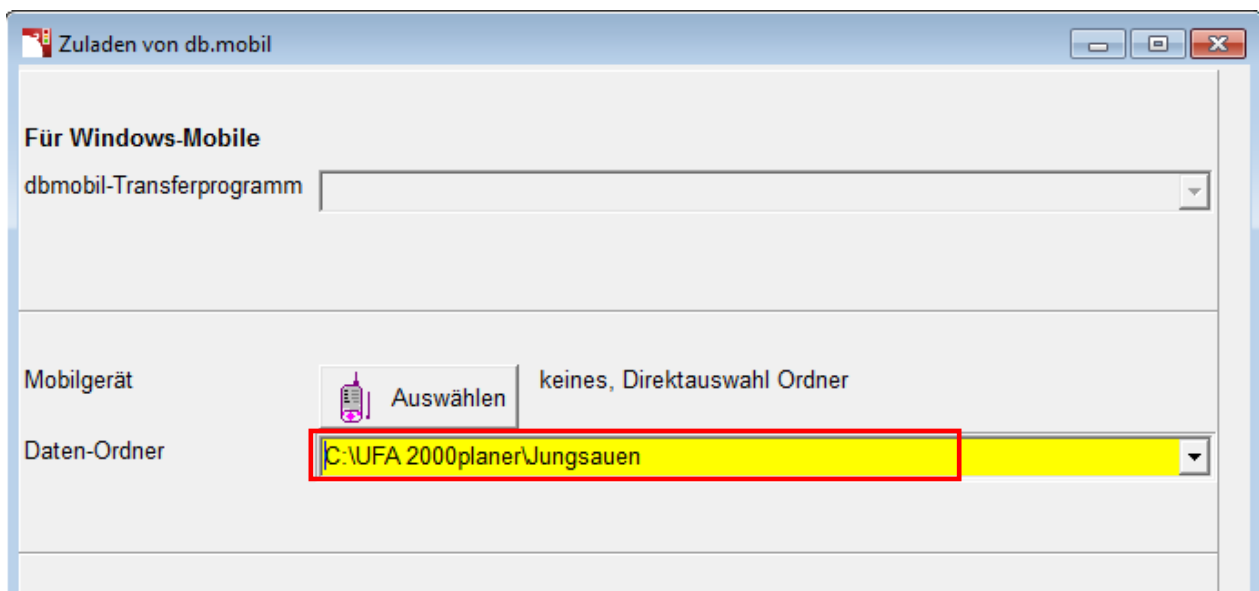 Zuladen von db.mobil
Für Windows-Mobile
dbmobil-Transferprogramm
Mobilgerät
Auswählen
keines, Direktauswahl Ordner
Daten-Ordner
C:\UFA 2000planer\Jungsauen